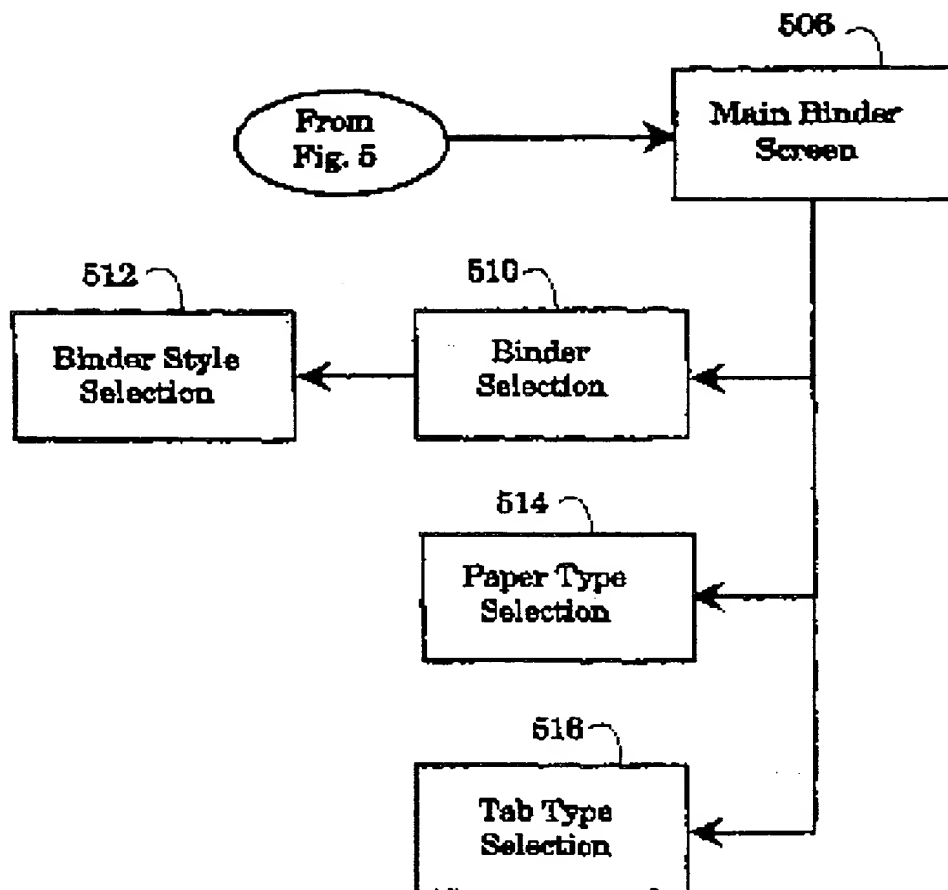 506
From
Fig. 5
Main Binder
Screen
512
510
Binder Style
Selection
Binder
Selection
514
Paper Type
Selection
516
Tab Type
Selection